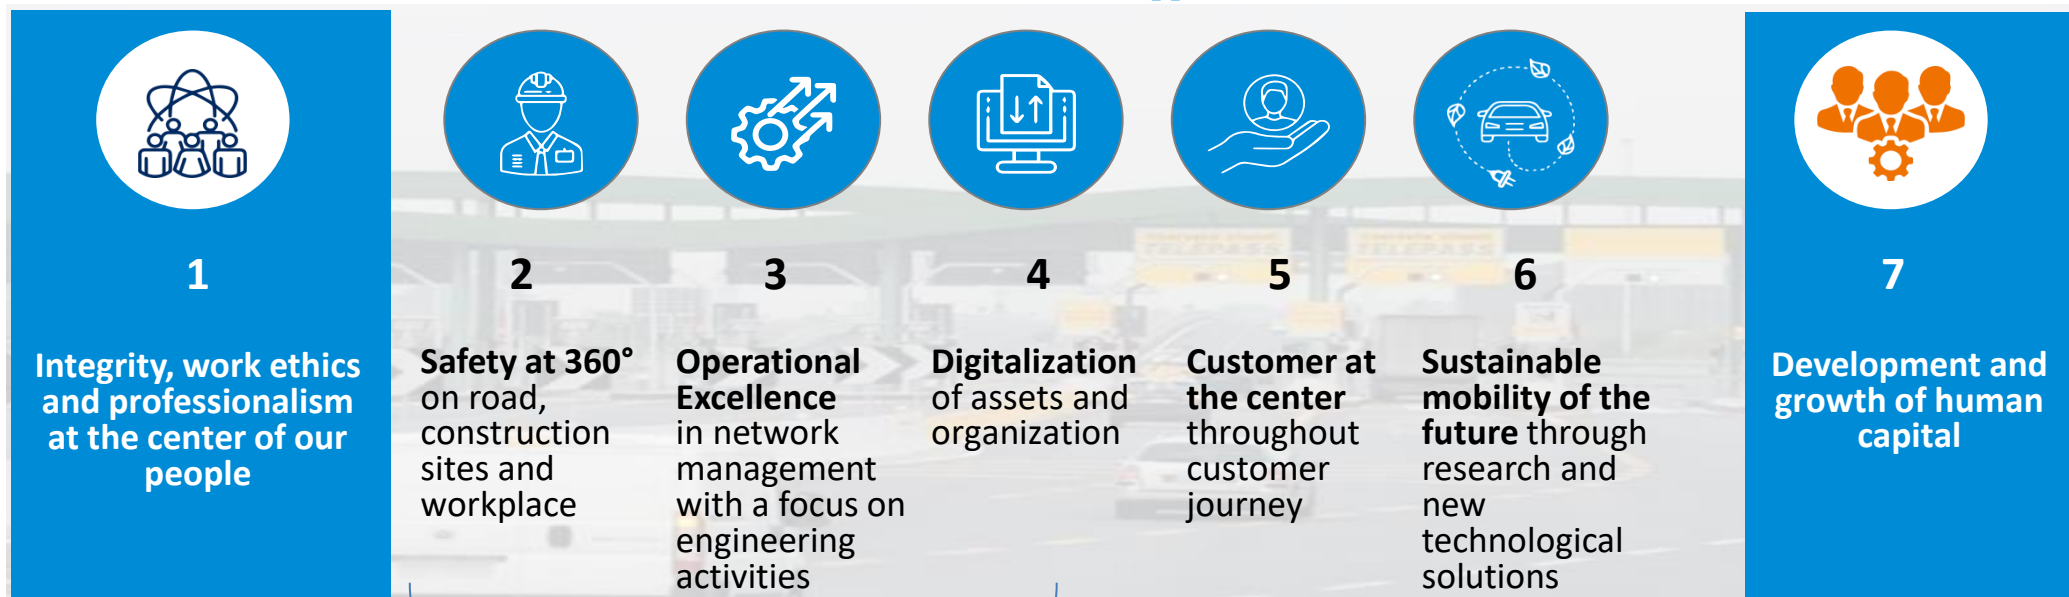 1
Integrity, work ethics
and professionalism
at the center of our
people
2
Safety at 360°
on road,
construction
sites and
workplace
3
Operational
Excellence
in network
management
with a focus on
engineering
activities
4
Digitalization
of assets and
organization
5
Customer at
the center
throughout
customer
journey
6
Sustainable
mobility of the
future through
research and
new
technological
solutions
7
Development and
growth of human
capital
TELEPASS
TELEPASS